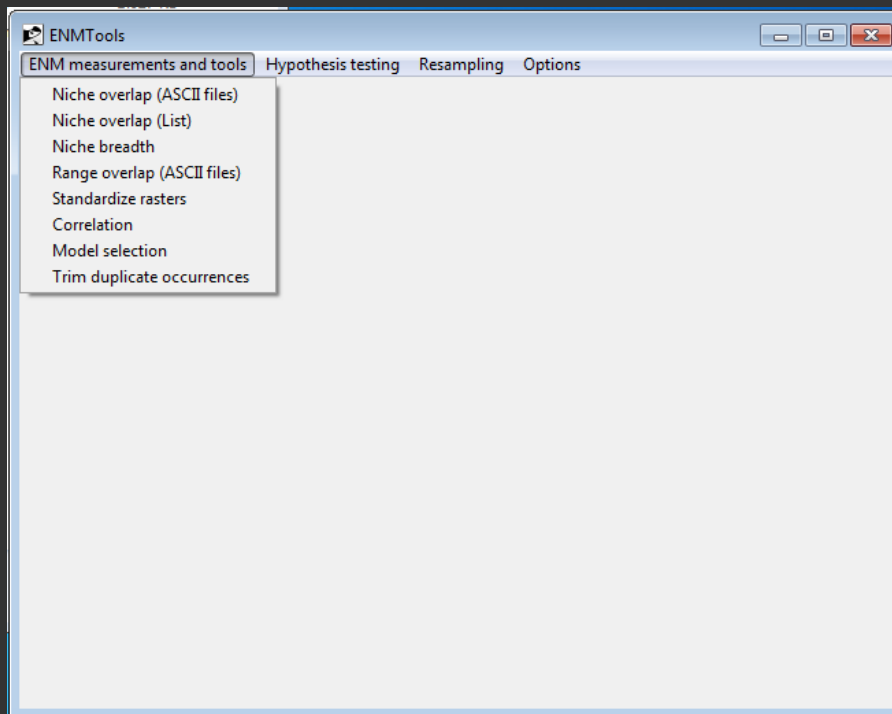 ENMTools
ENM measurements and tools Hypothesis testing Resampling Options
Niche overlap (ASCII files)
Niche overlap (List)
Niche breadth
Range overlap (ASCII files)
Standardize rasters
Correlation
Model selection
Trim duplicate occurrences